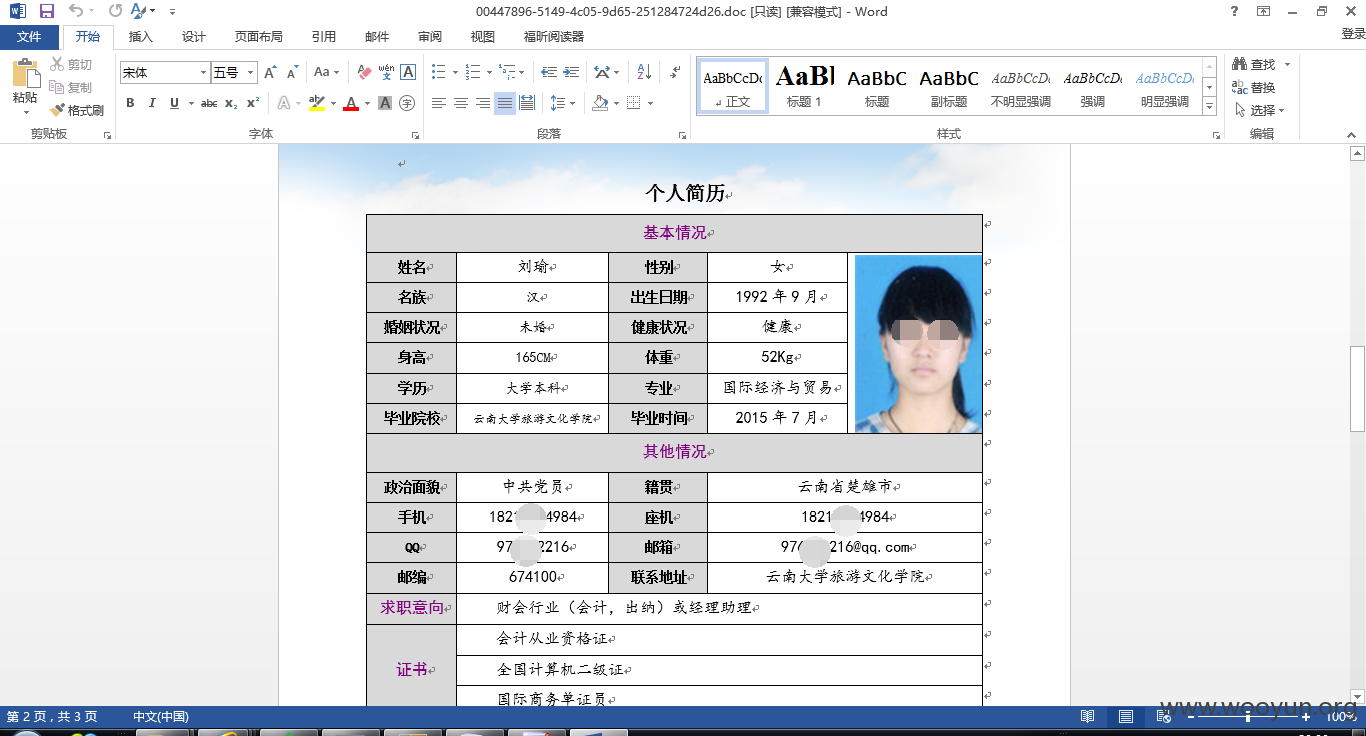 00447896-5149-4c05-9d65-251284724d26.doc [只读] [兼容模式] - Word
登录
文件 开始 插入 设计 页面布局 引用 邮件 审阅 视图 福昕阅读器
粘贴 剪切 复制 格式刷
宋体 五号
AaBbCcDc AaBl AaBbC AaBbC AaBbCcDc AaBbCcDc AaBbCcDc
正文 标题 1 标题 副标题 不明显强调 强调 明显强调
查找 替换 选择
剪贴板 字体 段落 样式 编辑
个人简历
基本情况
姓名 刘瑜 性别 女
名族 汉 出生日期 1992 年 9 月
婚姻状况 未婚 健康状况 健康
身高 165CM 体重 52Kg
学历 大学本科 专业 国际经济与贸易
毕业院校 云南大学旅游文化学院 毕业时间 2015 年 7 月
其他情况
政治面貌 中共党员 籍贯 云南省楚雄市
手机 1821 4984 座机 1821 4984
QQ 97 2216 邮箱 976 216@qq.com
邮编 674100 联系地址 云南大学旅游文化学院
求职意向 财会行业（会计，出纳）或经理助理
证书 会计从业资格证
全国计算机二级证
国际商务单证员
第 2 页，共 3 页 中文(中国)
100%
www.wooyun.org